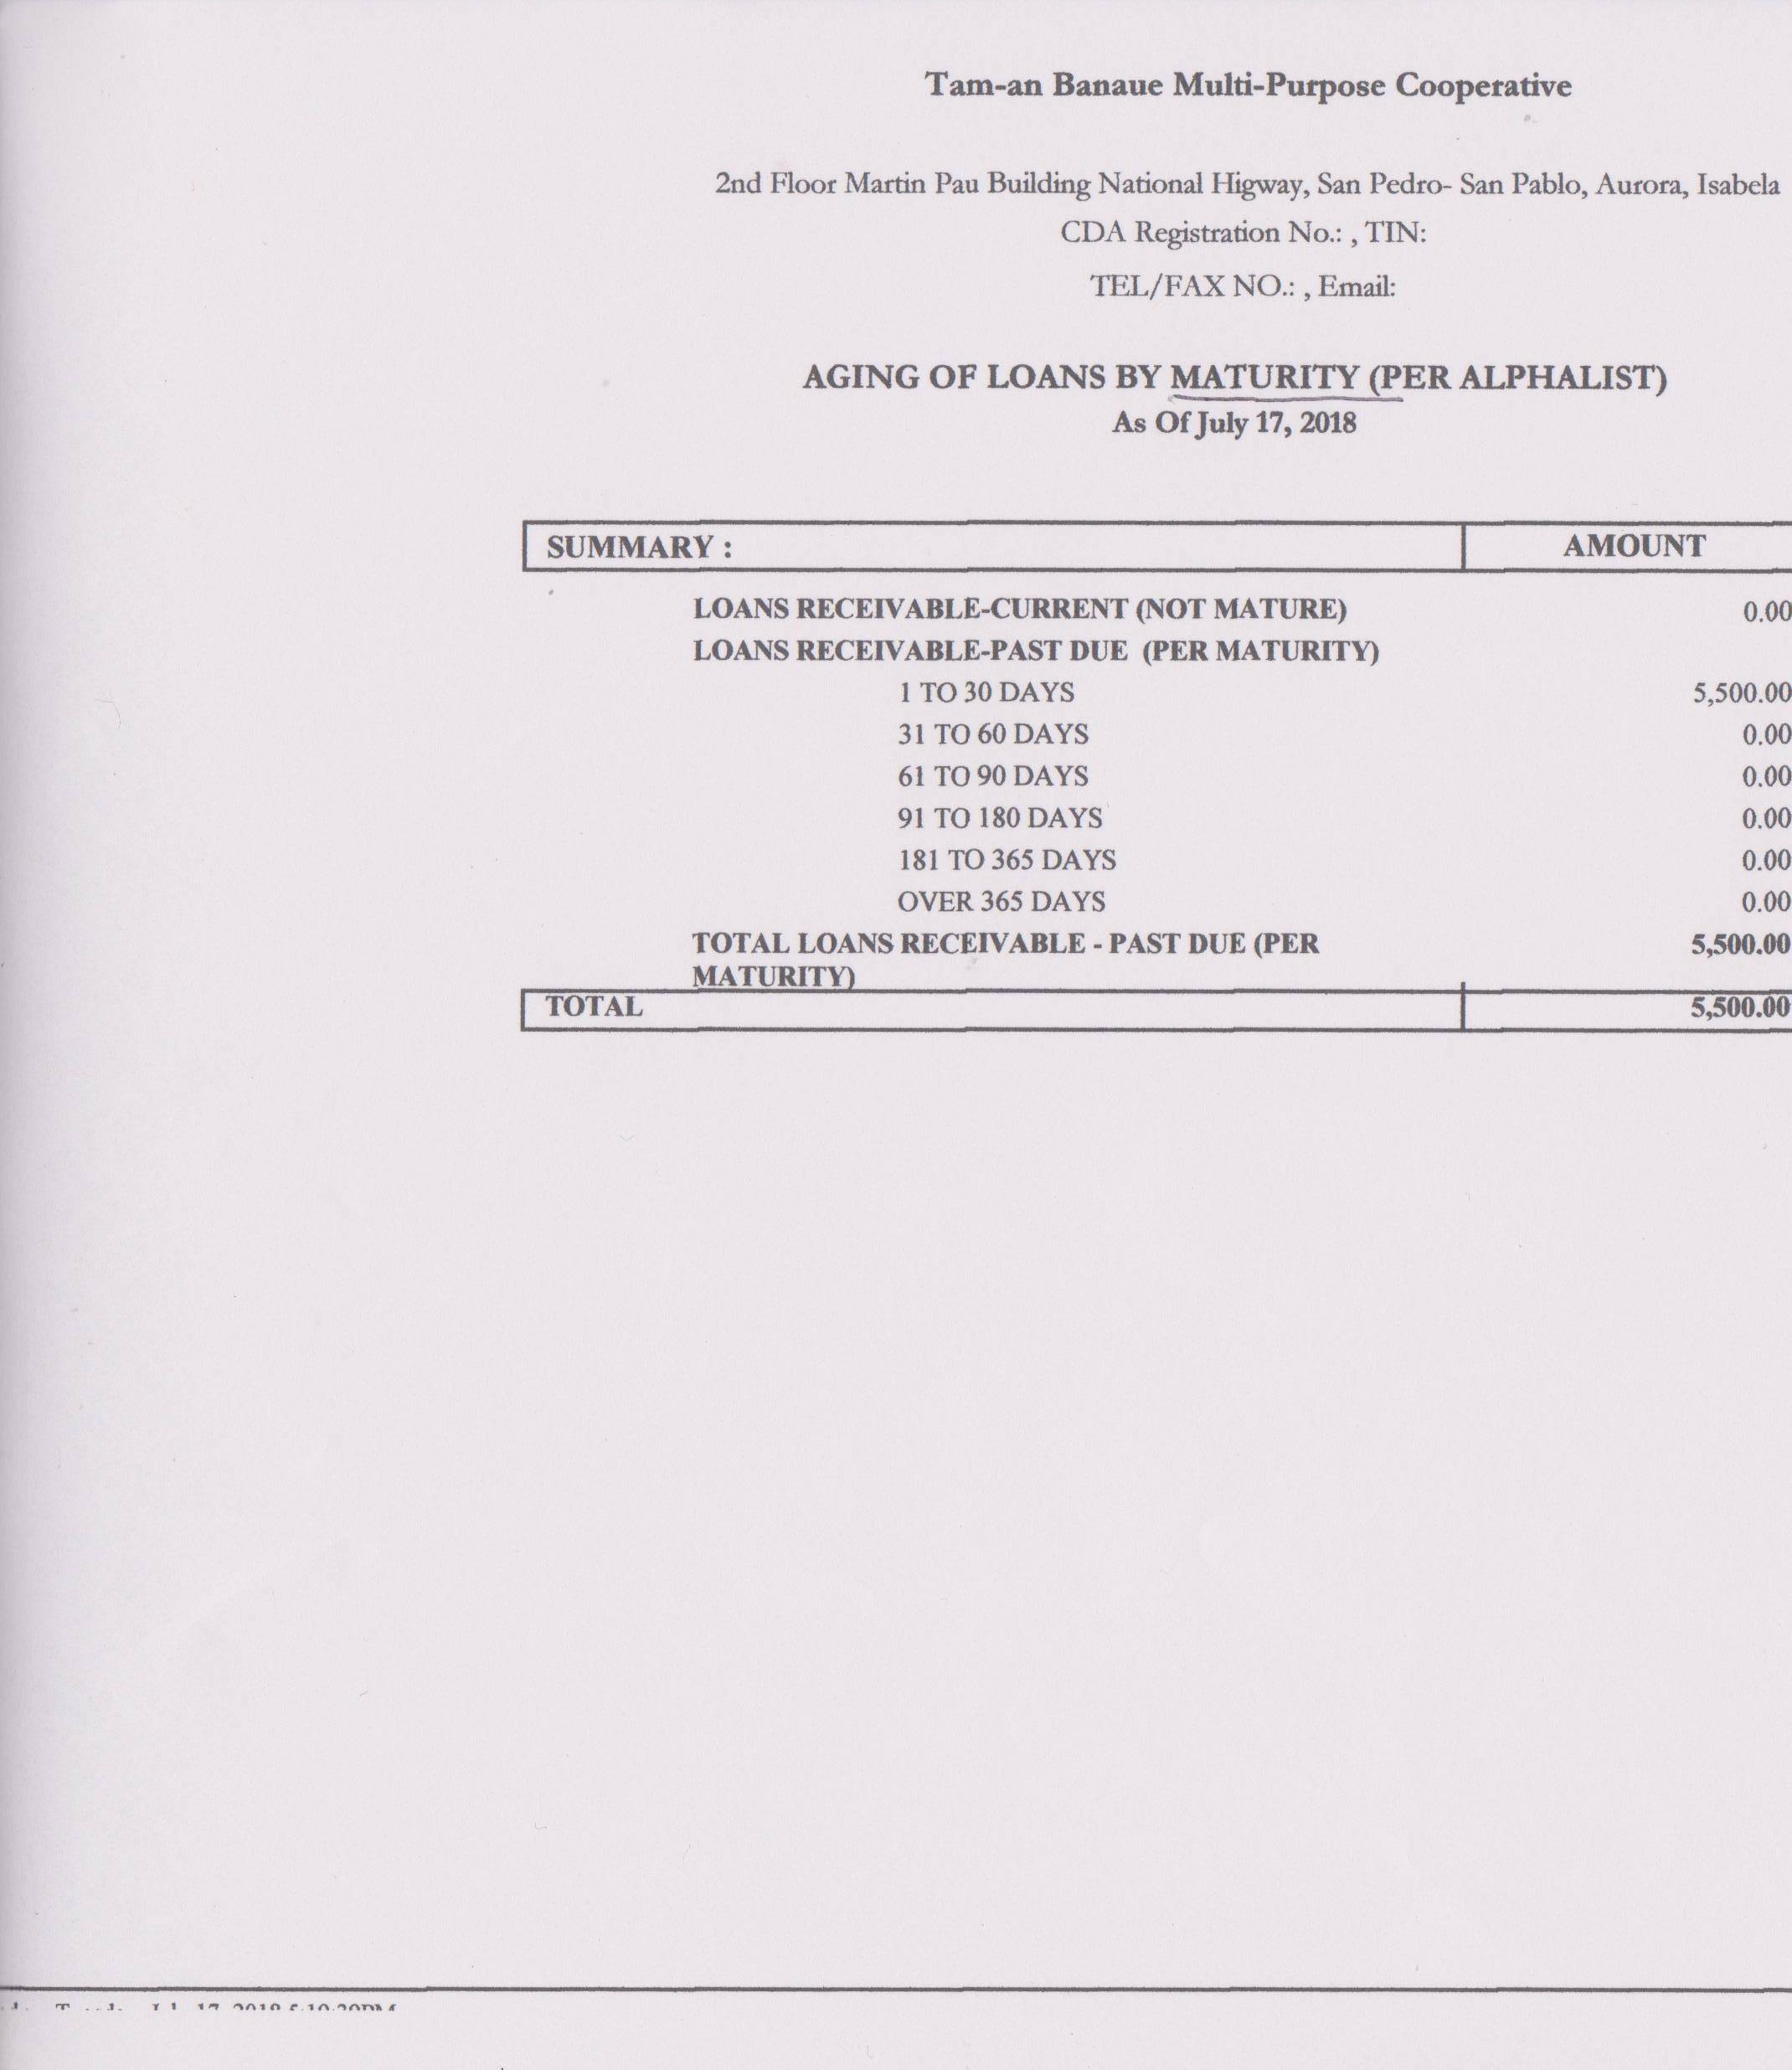 Tam-an Banaue Multi-Purpose Cooperative
2nd Floor Martin Pau Building National Higway, San Pedro- San Pablo, Aurora, Isabela
CDA Registration No.: , TIN:
TEL/FAX NO.: , Email:
AGING OF LOANS BY MATURITY (PER ALPHALIST)
As Of July 17, 2018
SUMMARY : AMOUNT
LOANS RECEIVABLE-CURRENT (NOT MATURE) 0.00
LOANS RECEIVABLE-PAST DUE (PER MATURITY)
1 TO 30 DAYS 5,500.00
31 TO 60 DAYS 0.00
61 TO 90 DAYS 0.00
91 TO 180 DAYS 0.00
181 TO 365 DAYS 0.00
OVER 365 DAYS 0.00
TOTAL LOANS RECEIVABLE - PAST DUE (PER 5,500.00
MATURITY)
TOTAL 5,500.00
17, 2018